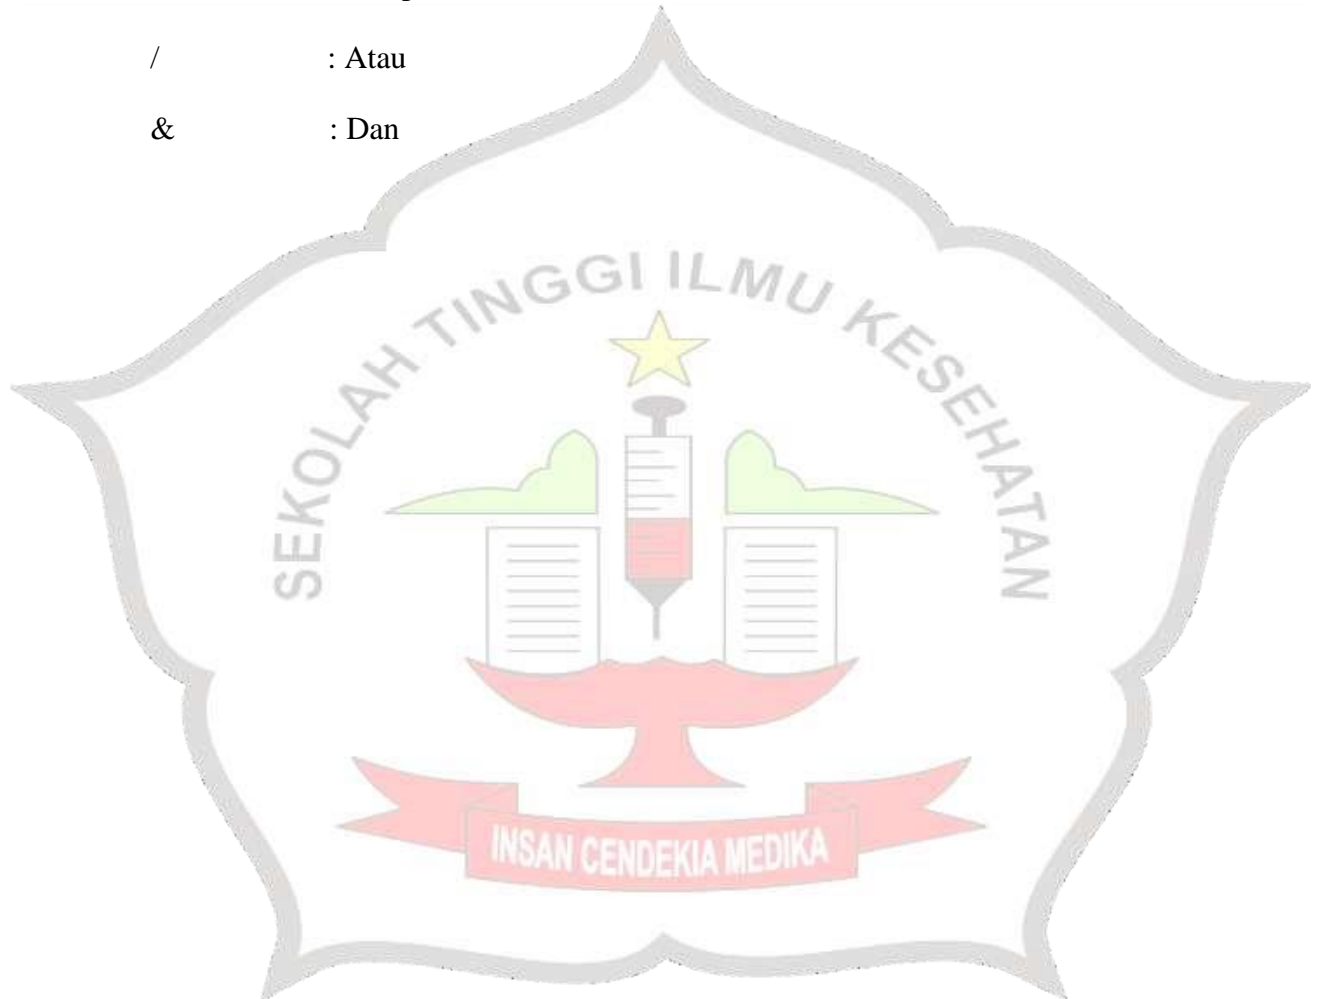 / : Atau
& : Dan
SEKOLAH TINGGI ILMU KESEHATAN
INSAN CENDEKIA MEDIKA